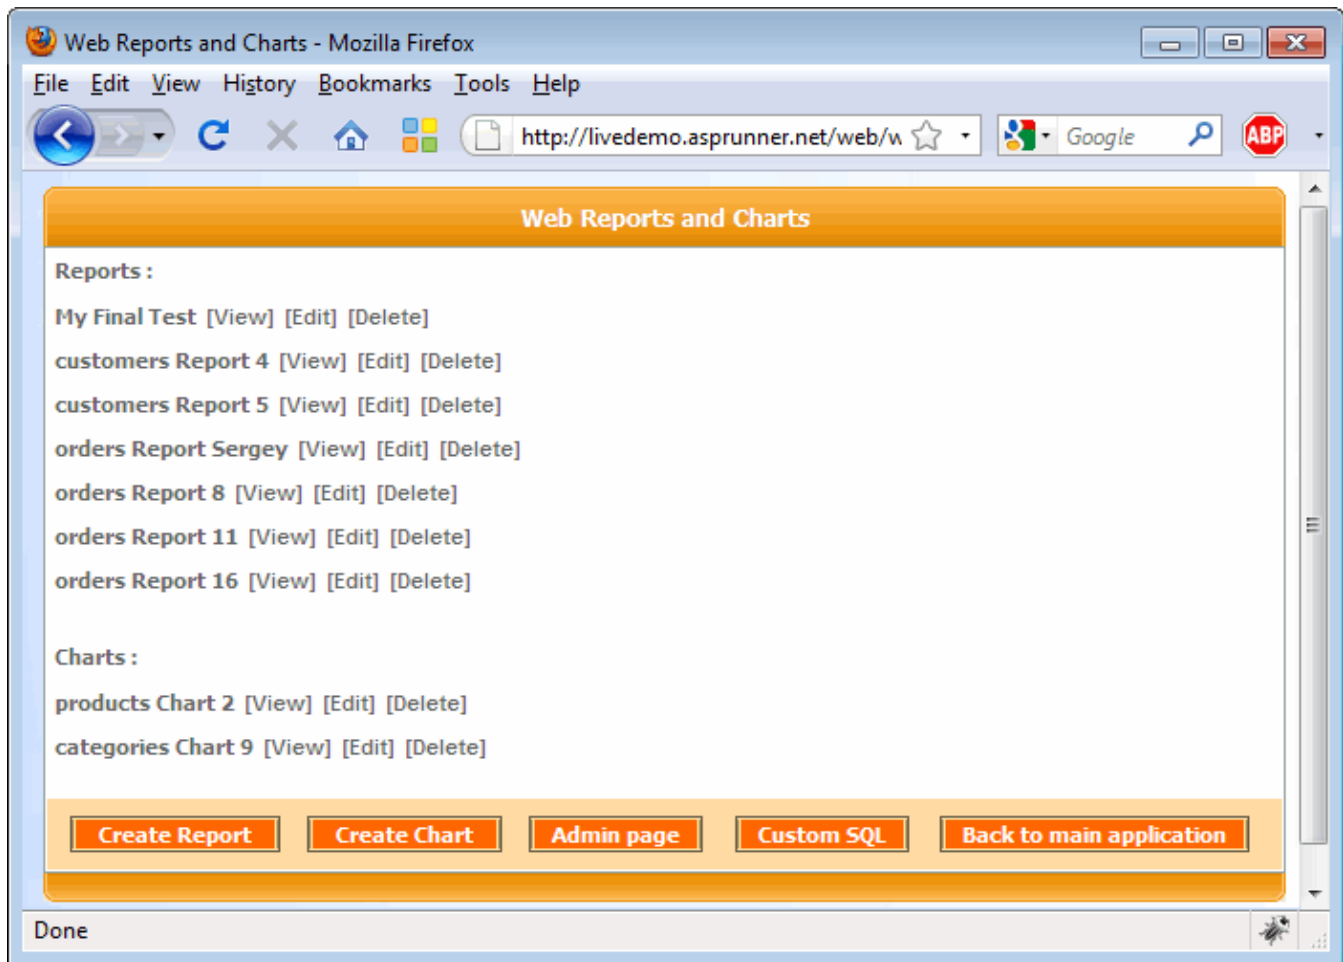 Web Reports and Charts - Mozilla Firefox
File Edit View History Bookmarks Tools Help
http://livedemo.asprunner.net/web/w Google ABP
Web Reports and Charts
Reports :
My Final Test [View] [Edit] [Delete]
customers Report 4 [View] [Edit] [Delete]
customers Report 5 [View] [Edit] [Delete]
orders Report Sergey [View] [Edit] [Delete]
orders Report 8 [View] [Edit] [Delete]
orders Report 11 [View] [Edit] [Delete]
orders Report 16 [View] [Edit] [Delete]
Charts :
products Chart 2 [View] [Edit] [Delete]
categories Chart 9 [View] [Edit] [Delete]
Create Report Create Chart Admin page Custom SQL Back to main application
Done